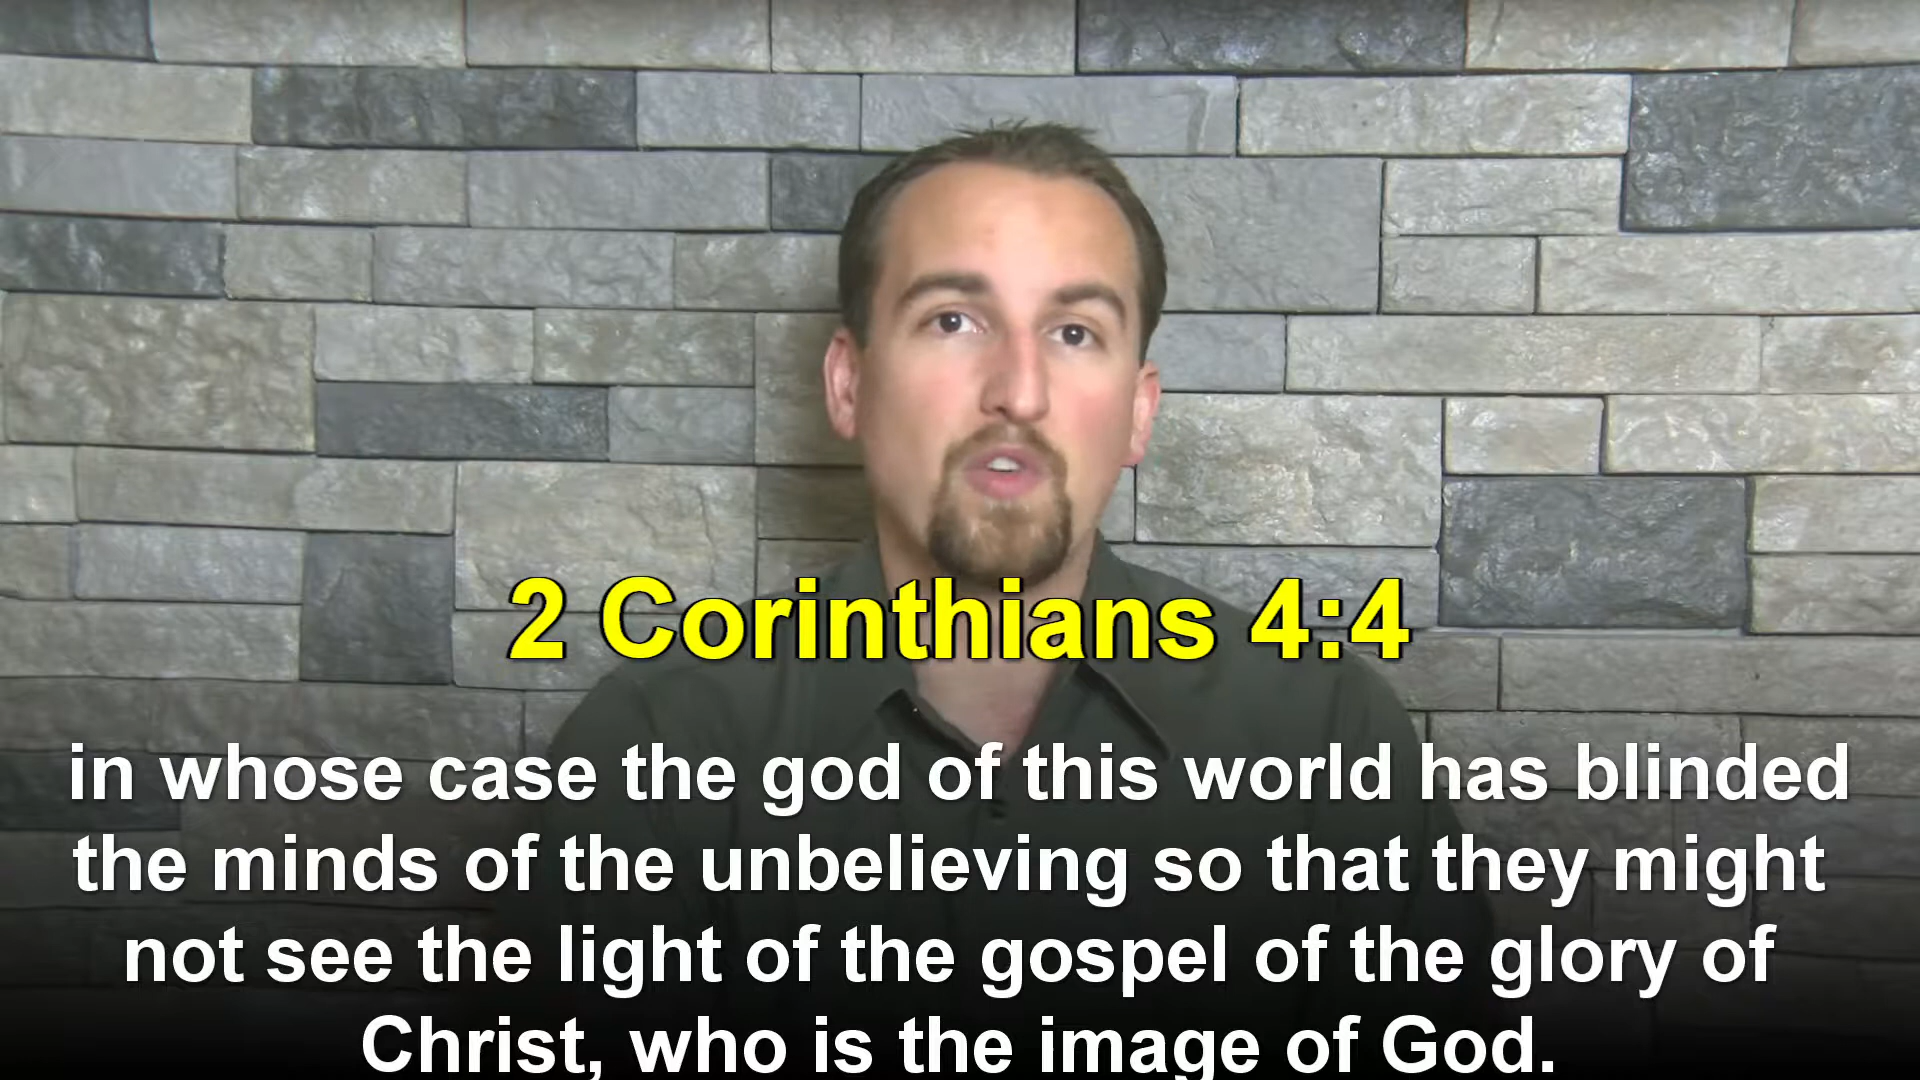 2 Corinthians 4:4
in whose case the god of this world has blinded
the minds of the unbelieving so that they might
not see the light of the gospel of the glory of
Christ, who is the image of God.